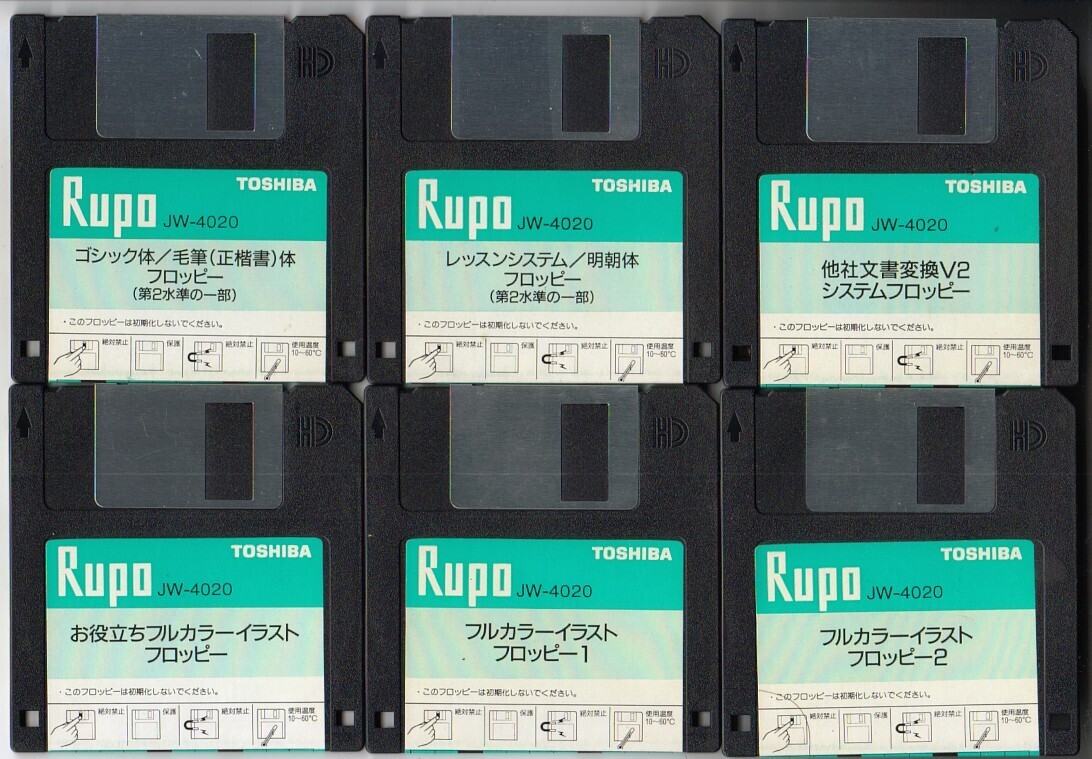 HD
TOSHIBA
Rupo JW-4020
ゴシック体／毛筆(正楷書)体
フロッピー
(第2水準の一部)
・このフロッピーは初期化しないでください。
絶対禁止 保護 絶対禁止 使用温度
10～60℃
HD
TOSHIBA
Rupo JW-4020
レッスンシステム／明朝体
フロッピー
(第2水準の一部)
・このフロッピーは初期化しないでください。
絶対禁止 保護 絶対禁止 使用温度
10～60℃
HD
TOSHIBA
Rupo JW-4020
他社文書変換V2
システムフロッピー
・このフロッピーは初期化しないでください。
絶対禁止 保護 絶対禁止 使用温度
10～60℃
HD
TOSHIBA
Rupo JW-4020
お役立ちフルカラーイラスト
フロッピー
・このフロッピーは初期化しないでください。
絶対禁止 保護 絶対禁止 使用温度
10～60℃
HD
TOSHIBA
Rupo JW-4020
フルカラーイラスト
フロッピー1
・このフロッピーは初期化しないでください。
絶対禁止 保護 絶対禁止 使用温度
10～60℃
HD
TOSHIBA
Rupo JW-4020
フルカラーイラスト
フロッピー2
・このフロッピーは初期化しないでください。
絶対禁止 保護 絶対禁止 使用温度
10～60℃